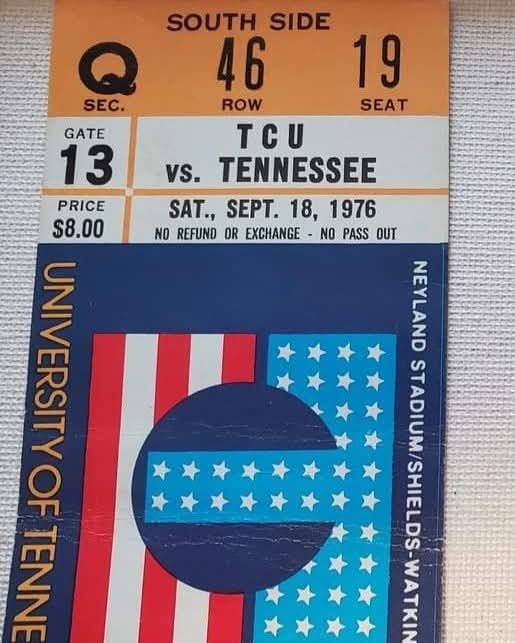 SOUTH SIDE
Q 46 19
SEC. ROW SEAT
GATE
13
TCU
vs. TENNESSEE
PRICE
$8.00
SAT., SEPT. 18, 1976
NO REFUND OR EXCHANGE - NO PASS OUT
UNIVERSITY OF TENNE
NEYLAND STADIUM/SHIELDS-WATKIN